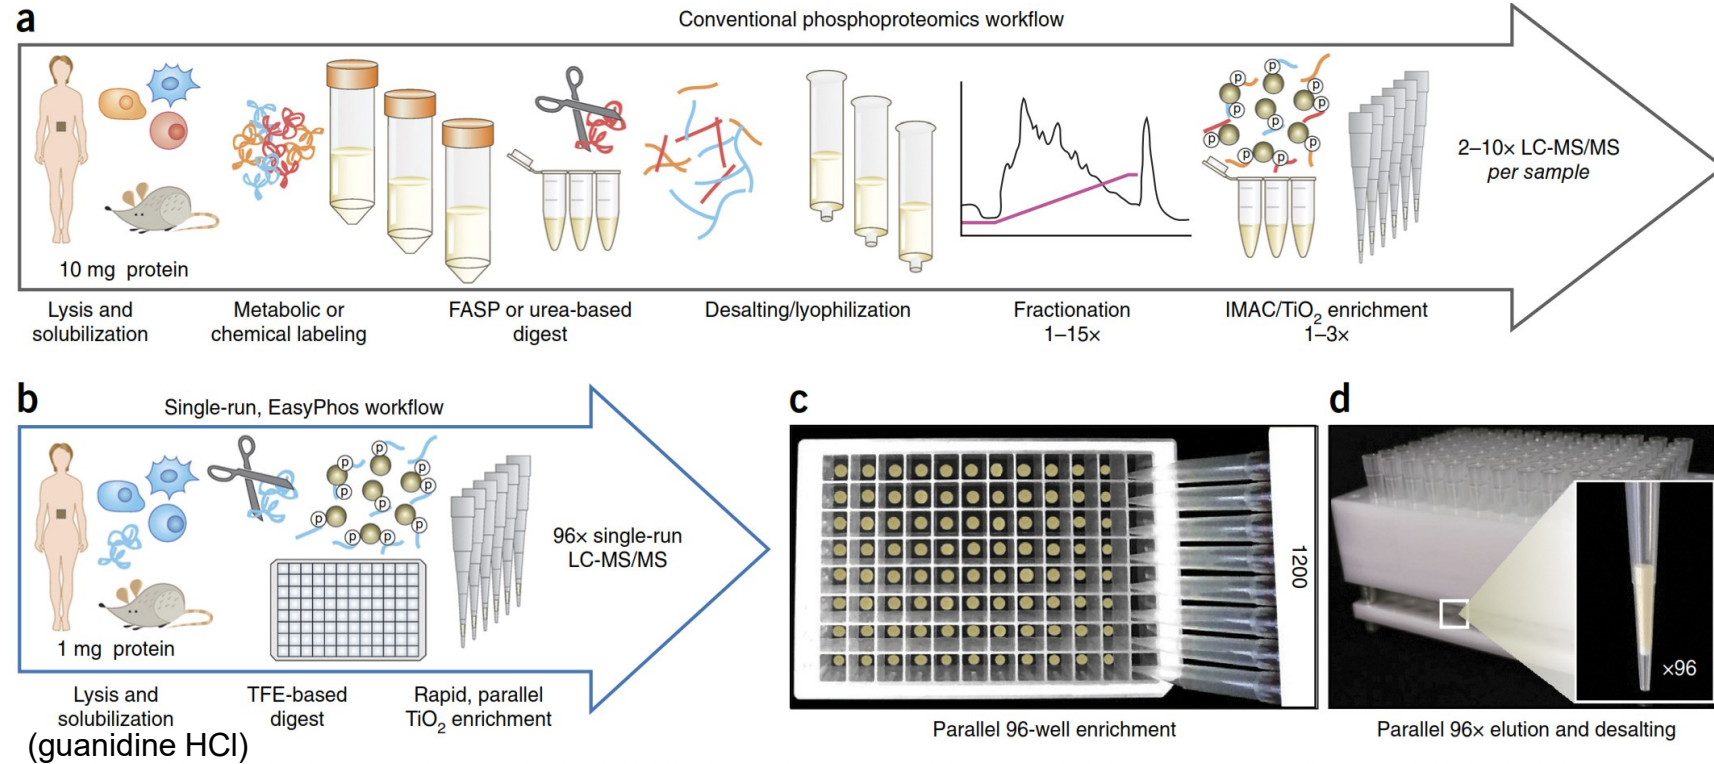 a
Conventional phosphoproteomics workflow
p
p
p
p
p
p
p
p
10 mg protein
2–10× LC-MS/MS
per sample
Lysis and
solubilization
Metabolic or
chemical labeling
FASP or urea-based
digest
Desalting/lyophilization
Fractionation
1–15×
IMAC/TiO2 enrichment
1–3×
b
Single-run, EasyPhos workflow
p
p
p
p
p
p
p
p
1 mg protein
96× single-run
LC-MS/MS
Lysis and
solubilization
(guanidine HCl)
TFE-based
digest
Rapid, parallel
TiO2 enrichment
c
1200
Parallel 96-well enrichment
d
×96
Parallel 96× elution and desalting